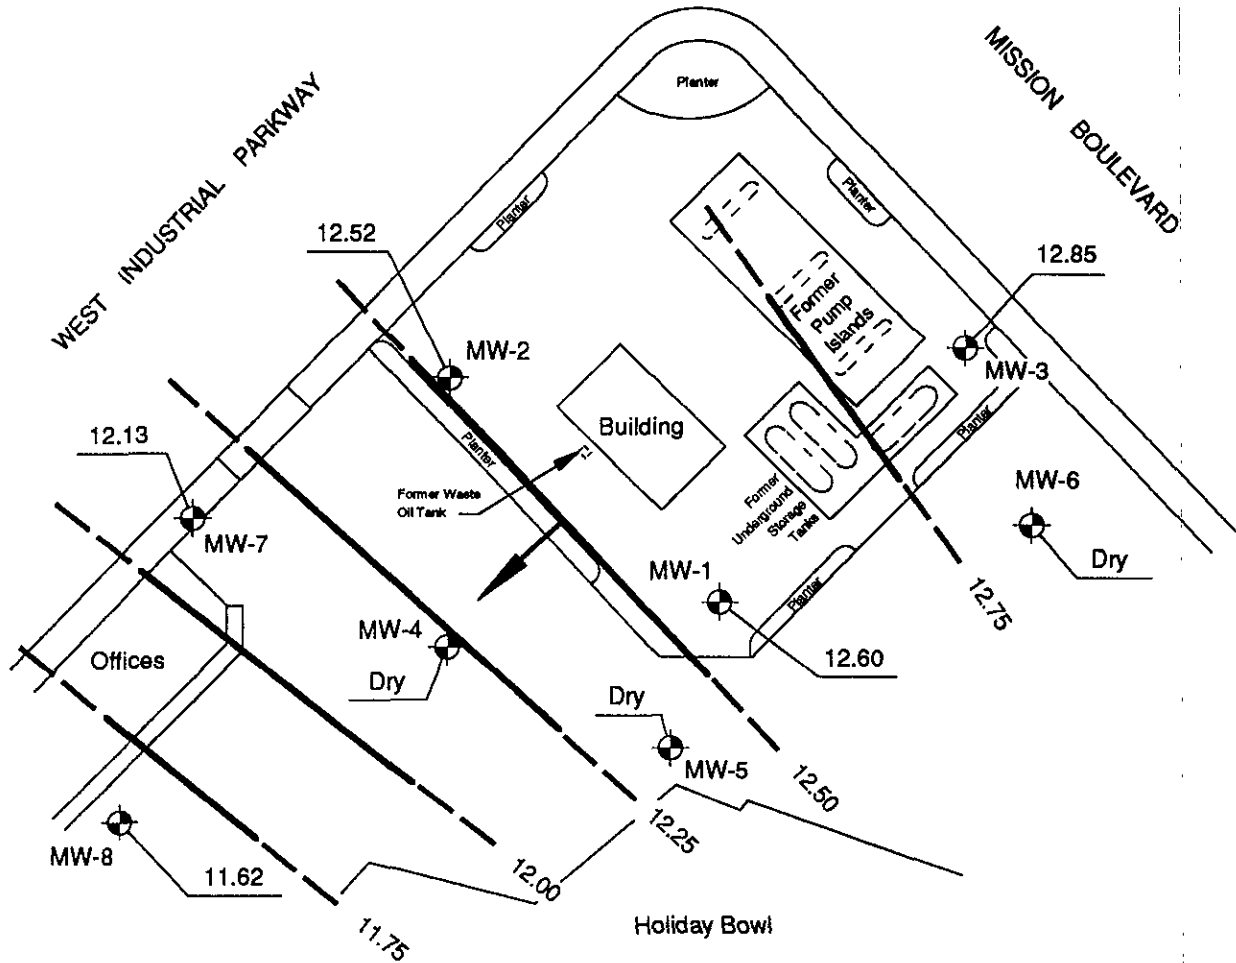 WEST INDUSTRIAL PARKWAY
MISSION BOULEVARD
Planter
Planter
Planter
12.52
12.85
MW-2
MW-3
Former
Pump
Islands
Building
Planter
Planter
12.13
MW-7
Former Waste
Oil Tank
Former
Underground
Storage
Tanks
MW-6
Dry
MW-1
Planter
12.75
12.60
MW-4
Dry
Offices
Dry
MW-5
12.50
12.25
12.00
11.75
MW-8
11.62
Holiday Bowl